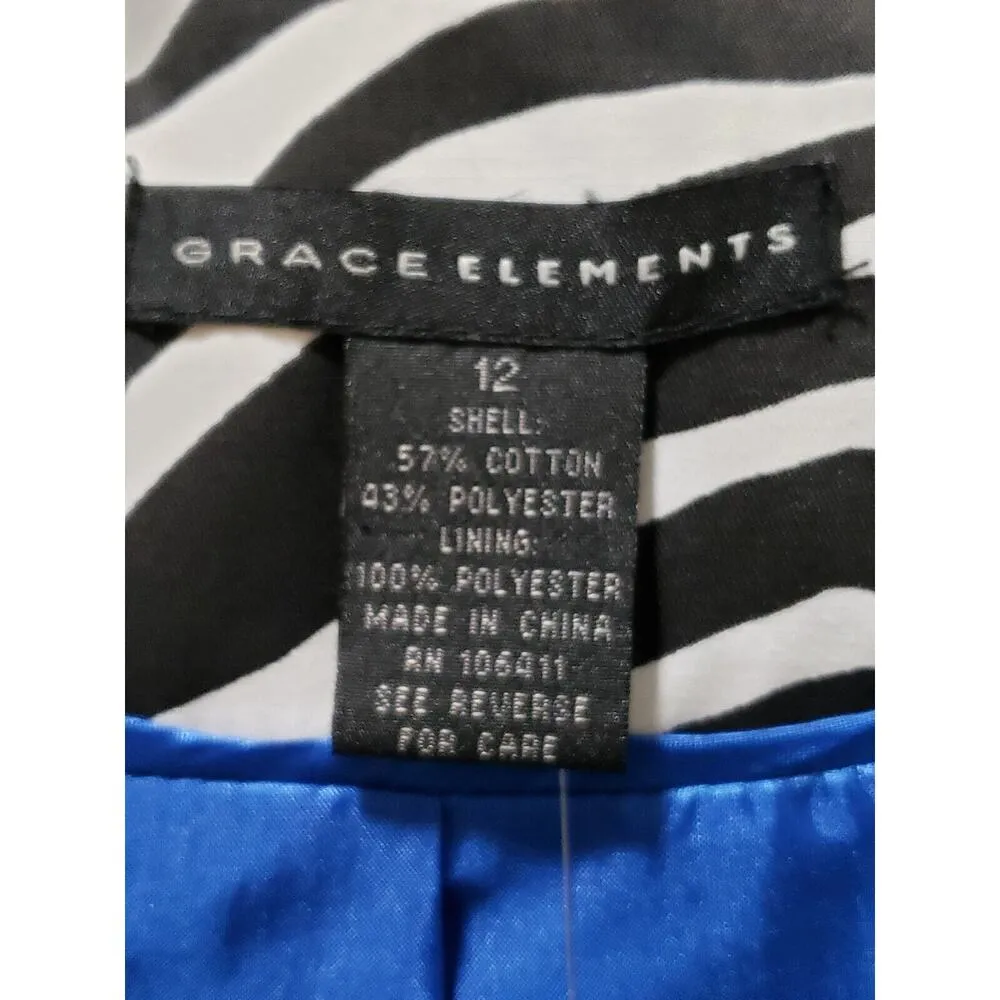 GRACE ELEMENTS
12
SHELL:
57% COTTON
43% POLYESTER
LINING:
100% POLYESTER
MADE IN CHINA
RN 106411
SEE REVERSE
FOR CARE